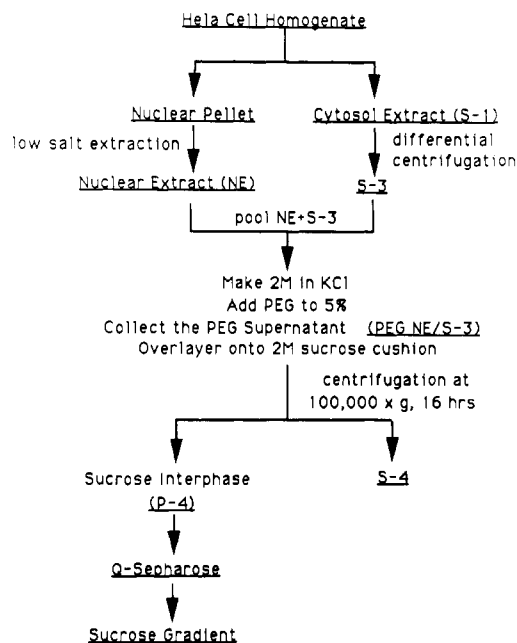 Hela Cell Homogenate
Nuclear Pellet
Cytosol Extract (S-1)
low salt extraction
differential
centrifugation
Nuclear Extract (NE)
S-3
pool NE+S-3
Make 2M in KCl
Add PEG to 5%
Collect the PEG Supernatant (PEG NE/S-3)
Overlayer onto 2M sucrose cushion
centrifugation at
100,000 x g, 16 hrs
Sucrose Interphase
(P-4)
S-4
Q-Sepharose
Sucrose Gradient